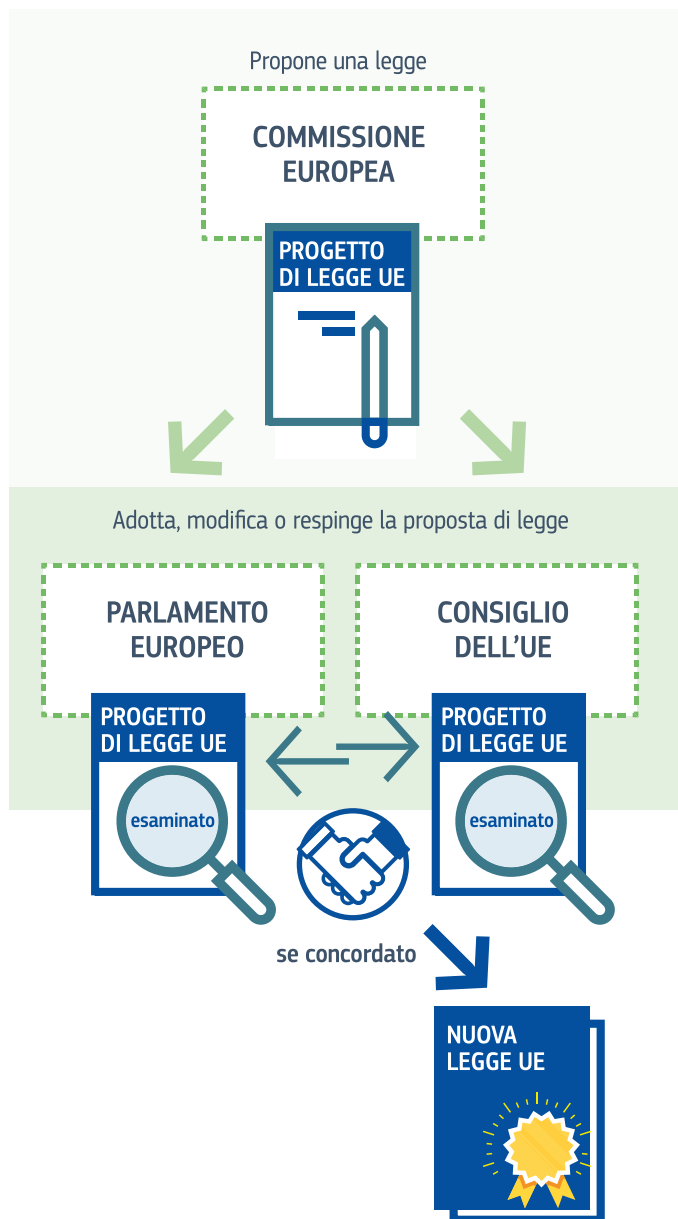 Propone una legge
COMMISSIONE
EUROPEA
PROGETTO
DI LEGGE UE
Adotta, modifica o respinge la proposta di legge
PARLAMENTO
EUROPEO
PROGETTO
DI LEGGE UE
esaminato
CONSIGLIO
DELL’UE
PROGETTO
DI LEGGE UE
esaminato
se concordato
NUOVA
LEGGE UE